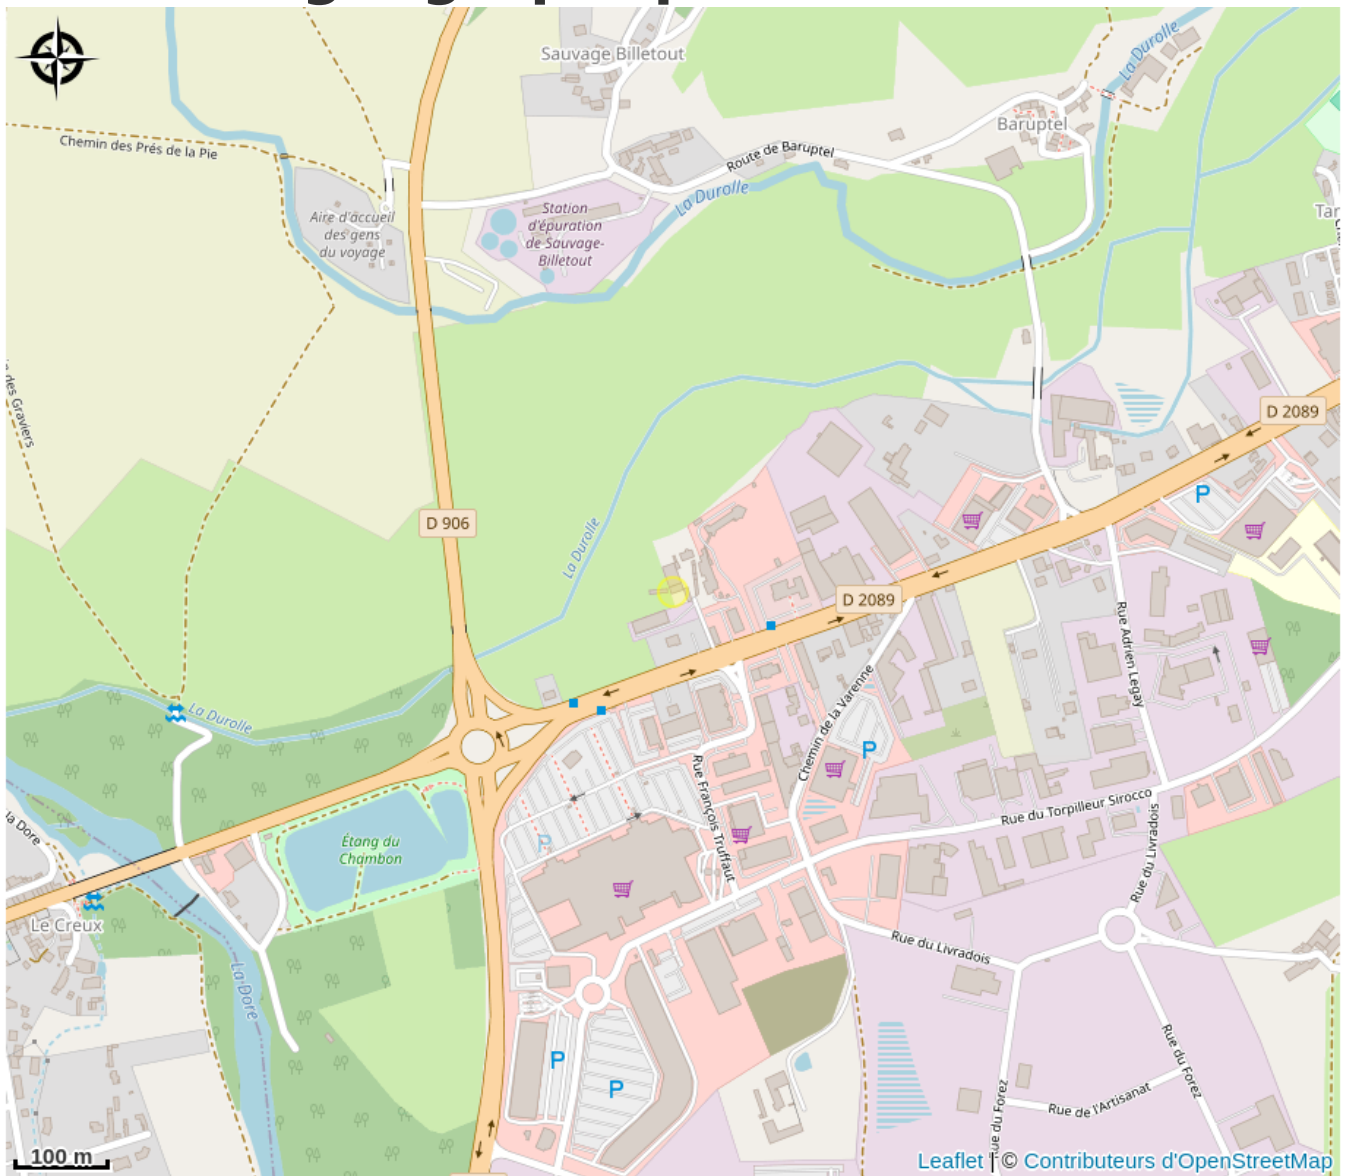 Sauvage Billetout
La Durolle
Baruptel
Chemin des Prés de la Pie
Route de Baruptel
La Durolle
Aire d'accueil
des gens
du voyage
Station
d'épuration
de Sauvage-
Billetout
des Graviers
D 2089
D 906
La Durolle
D 2089
Rue Adrien Legay
P
La Durolle
Chemin de la Varenne
P
Rue François Truffaut
Rue du Torpilleur Sirocco
la Dore
Étang du
Chambon
P
Rue du Livradois
Le Creux
Rue du Livradois
La Dore
P
P
Rue du Forez
Rue de l'Artisanat
Rue du Forez
100 m
Leaflet | © Contributeurs d'OpenStreetMap